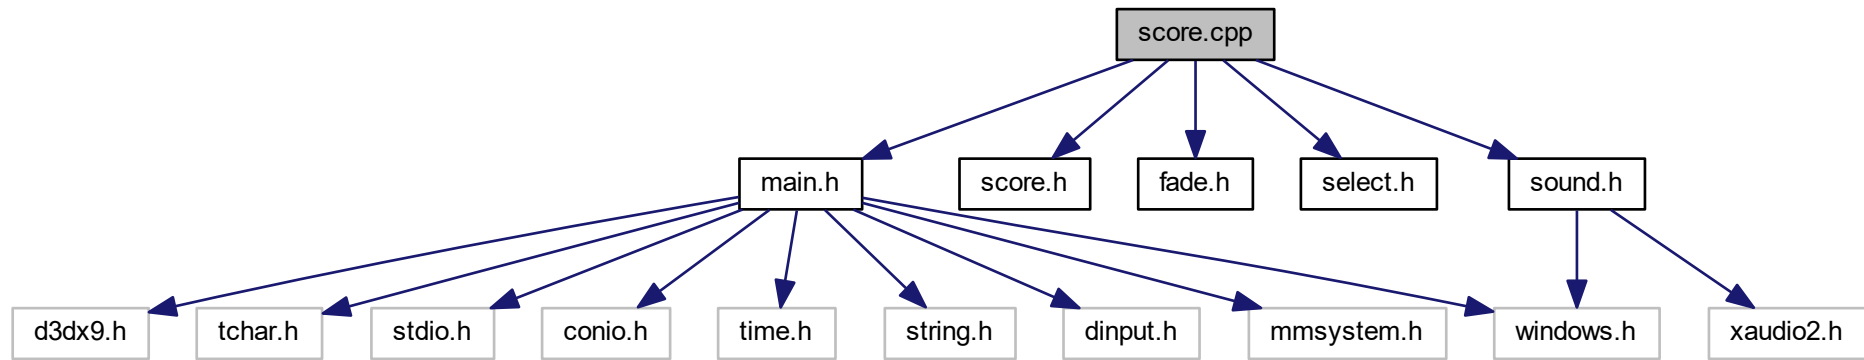 score.cpp
main.h
score.h
fade.h
select.h
sound.h
d3dx9.h
tchar.h
stdio.h
conio.h
time.h
string.h
dinput.h
mmsystem.h
windows.h
xaudio2.h